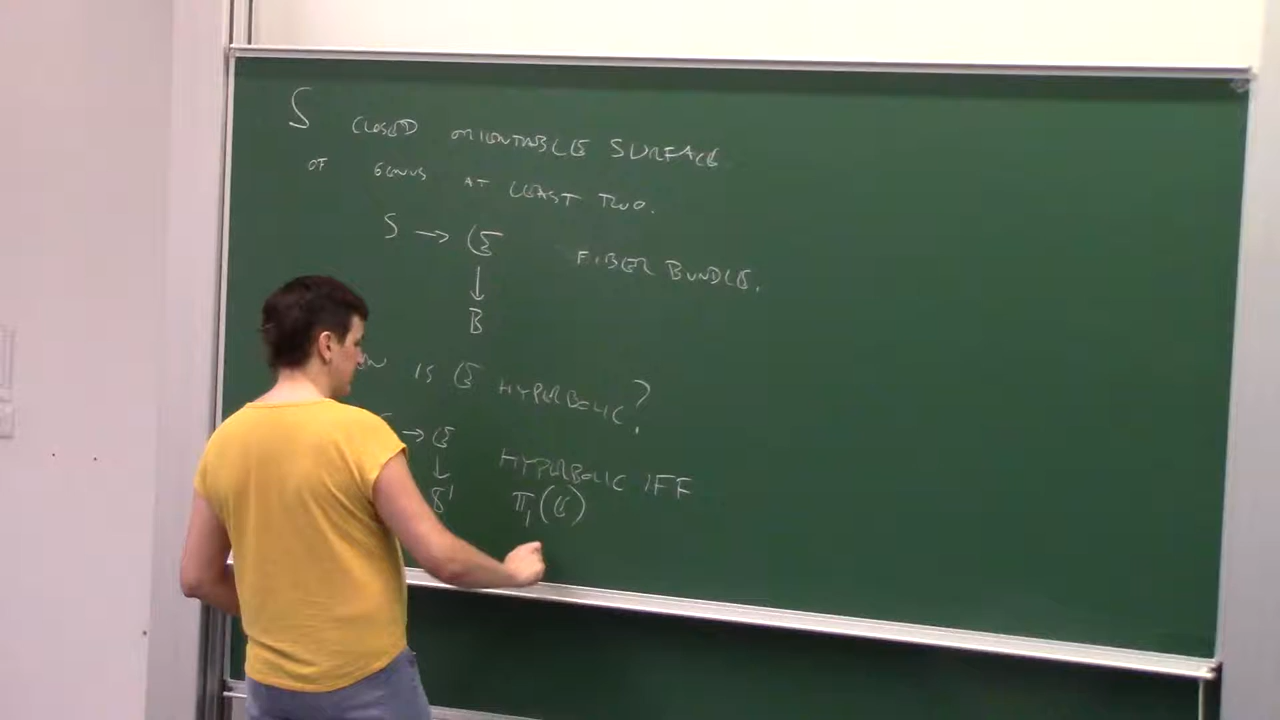 S CLOSED ORIENTABLE SURFACE
OF GENUS AT LEAST TWO.
S → E FIBER BUNDLE.
↓
B
IS E HYPERBOLIC?
→ E HYPERBOLIC IFF
↓
S¹ π₁(E)